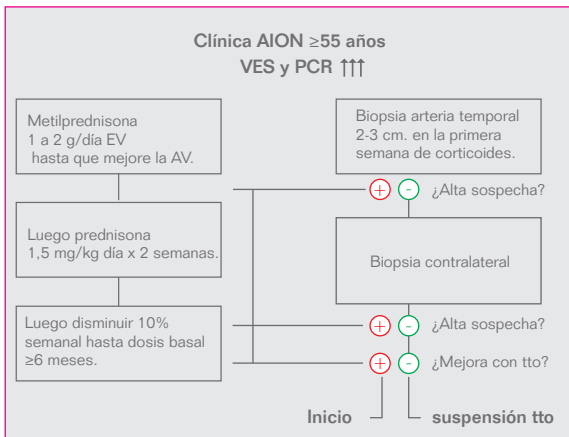 Clínica AION ≥55 años
VES y PCR ↑↑↑
Metilprednisona
1 a 2 g/día EV
hasta que mejore la AV.
Luego prednisona
1,5 mg/kg día x 2 semanas.
Luego disminuir 10%
semanal hasta dosis basal
≥6 meses.
Biopsia arteria temporal
2-3 cm. en la primera
semana de corticoides.
+ - ¿Alta sospecha?
Biopsia contralateral
+ - ¿Alta sospecha?
+ - ¿Mejora con tto?
Inicio suspensión tto